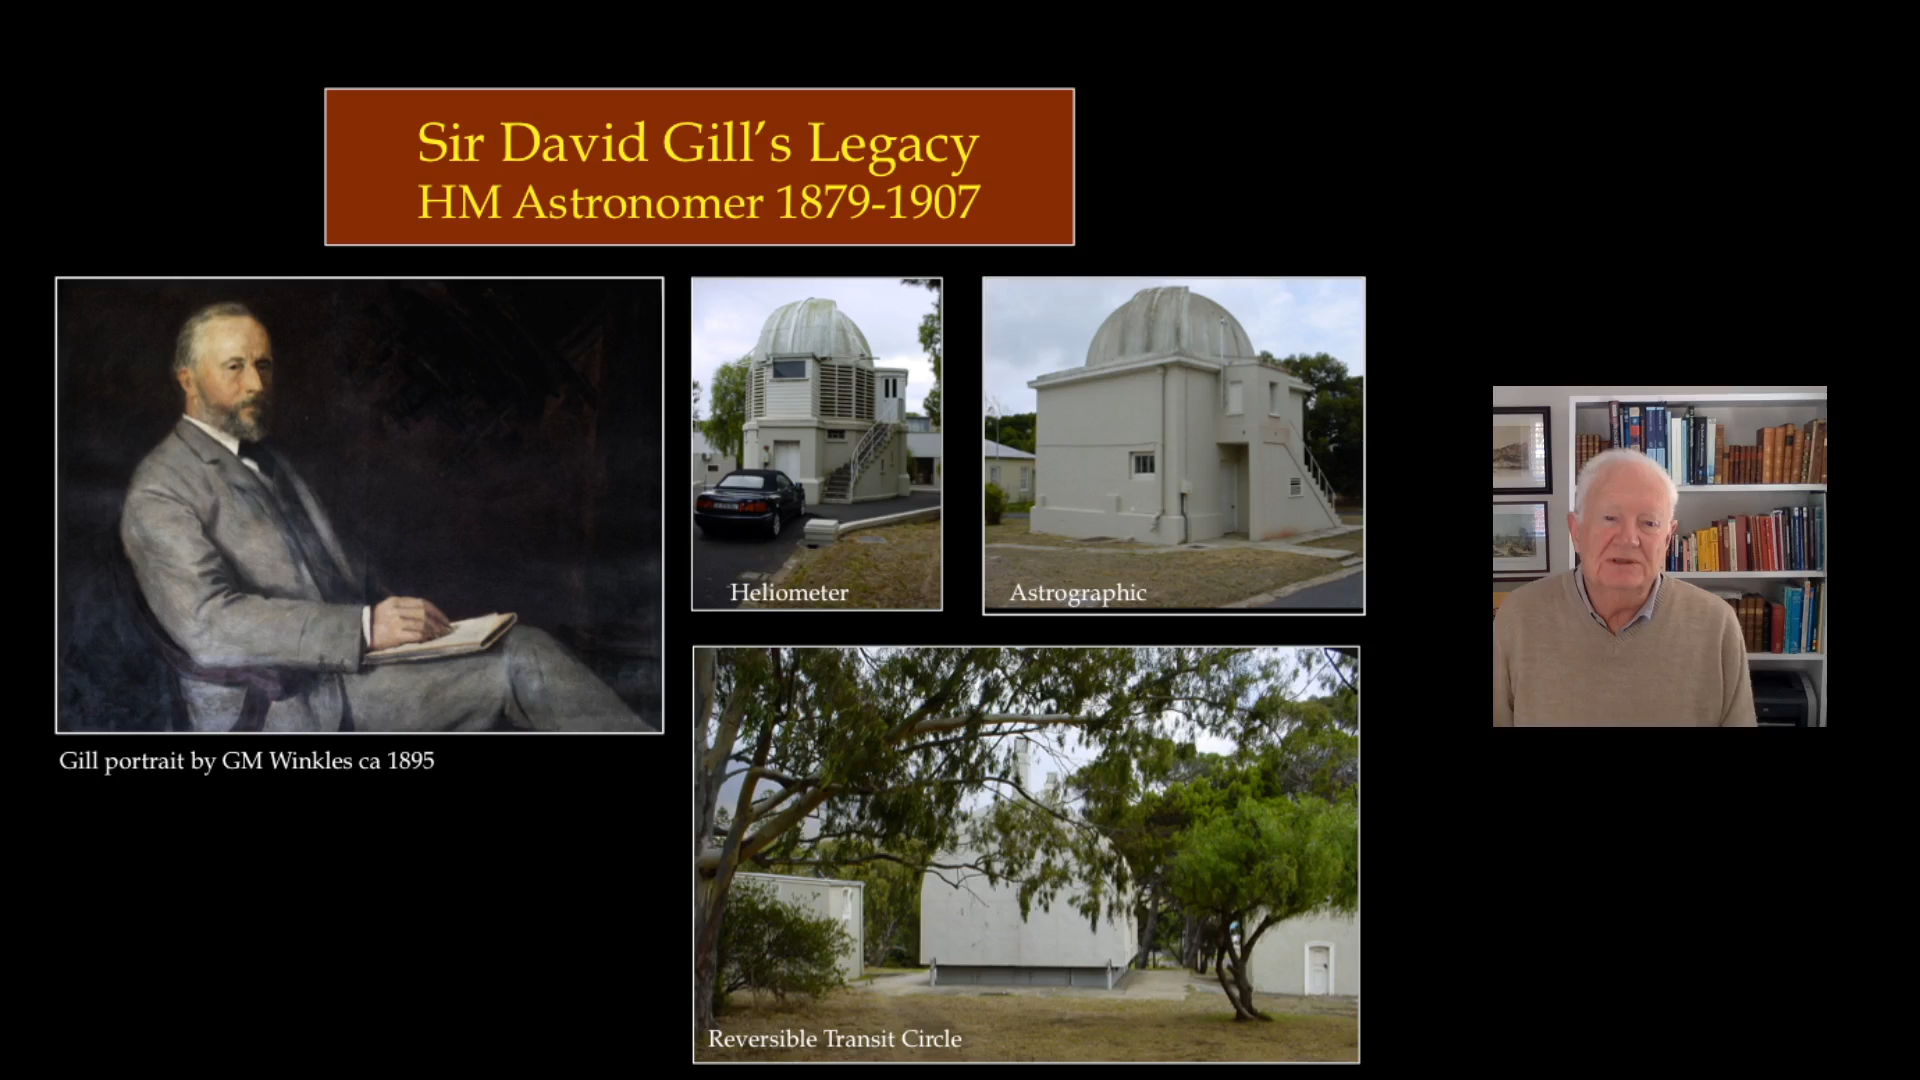 Sir David Gill’s Legacy
HM Astronomer 1879-1907
Heliometer
Astrographic
Gill portrait by GM Winkles ca 1895
Reversible Transit Circle